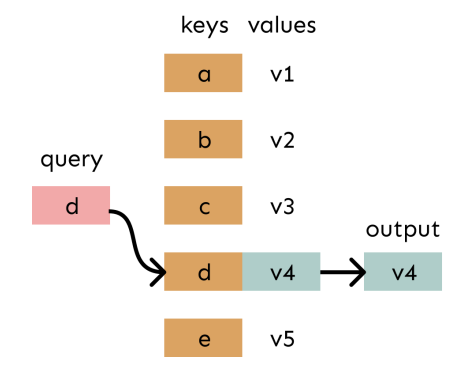 keys values
a v1
b v2
query
d c v3
output
d v4 v4
e v5